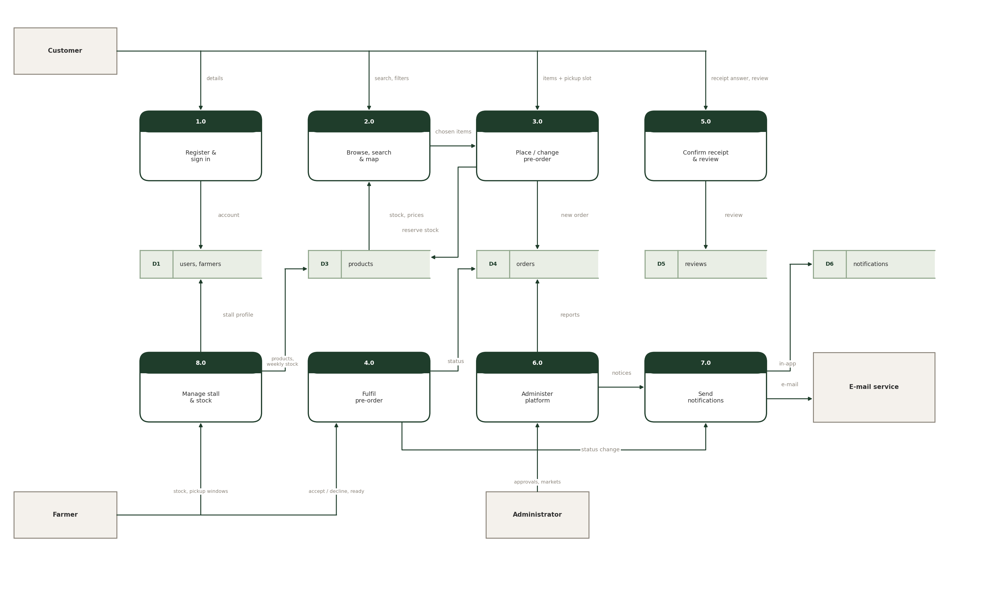 Customer
details
search, filters
items + pickup slot
receipt answer, review
1.0
2.0
3.0
5.0
chosen items
Register &
sign in
Browse, search
& map
Place / change
pre-order
Confirm receipt
& review
account
stock, prices
new order
review
reserve stock
D1
users, farmers
D3
products
D4
orders
D5
reviews
D6
notifications
stall profile
reports
products,
weekly stock
status
in-app
8.0
4.0
6.0
7.0
notices
e-mail
E-mail service
Manage stall
& stock
Fulfil
pre-order
Administer
platform
Send
notifications
status change
approvals, markets
stock, pickup windows
accept / decline, ready
Farmer
Administrator